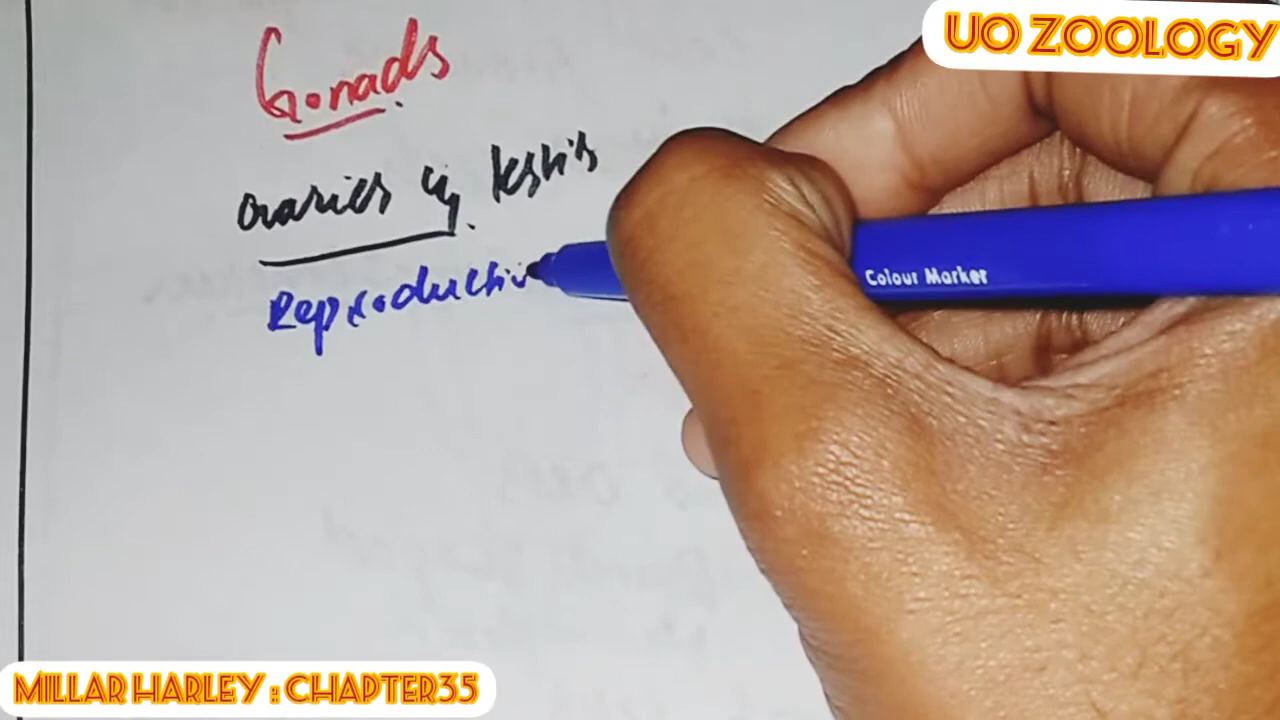 UO ZOOLOGY
Gonads
ovaries & testis
Reproductiv
Colour Marker
MILLAR HARLEY : CHAPTER35